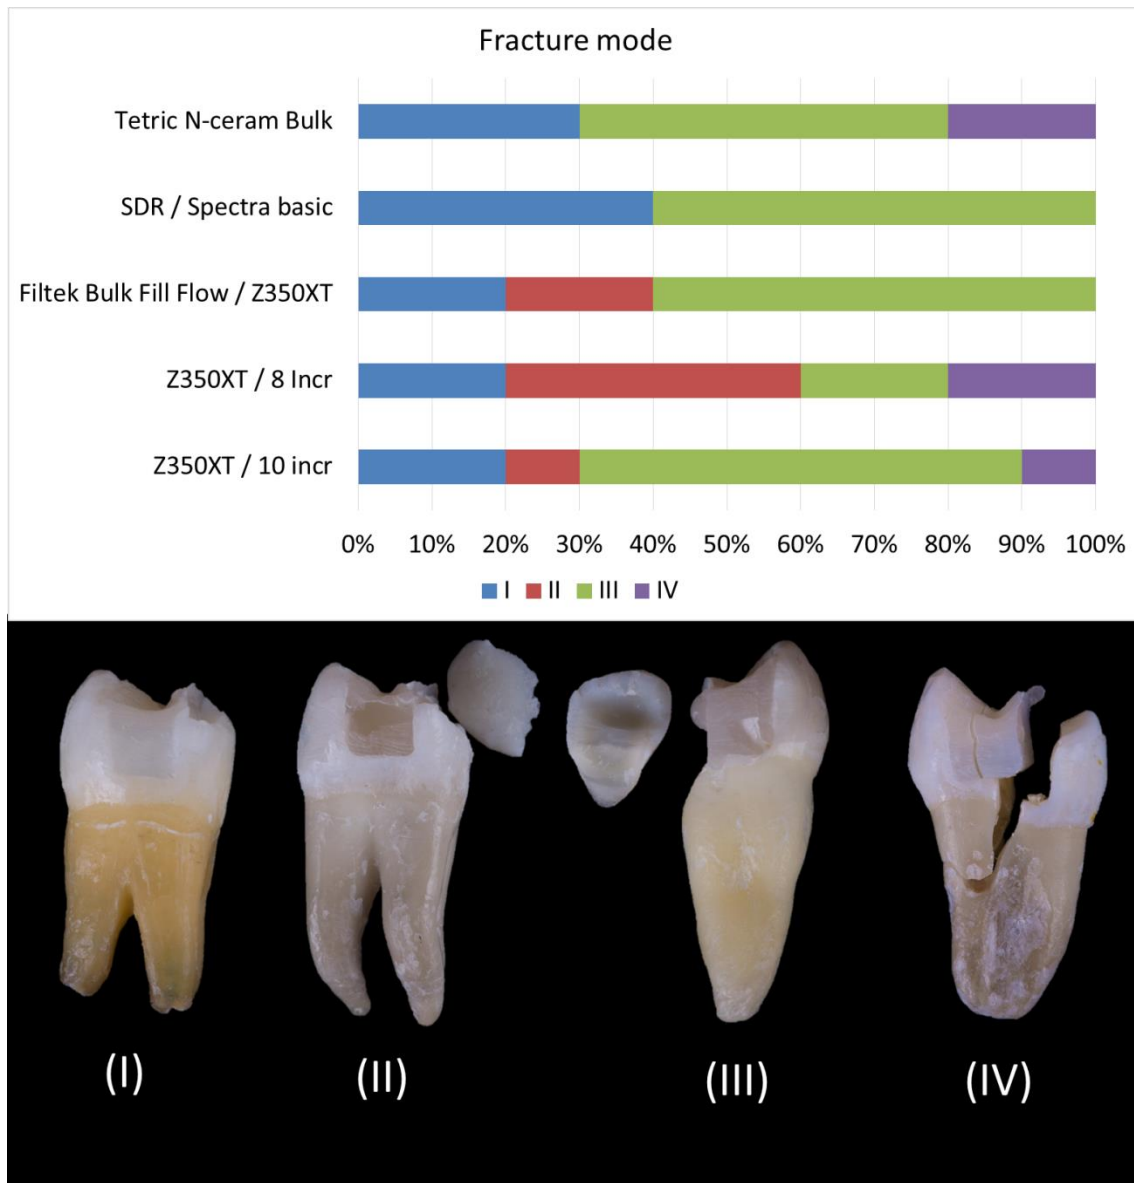 Fracture mode
Tetric N-ceram Bulk
SDR / Spectra basic
Filtek Bulk Fill Flow / Z350XT
Z350XT / 8 Incr
Z350XT / 10 incr
0% 10% 20% 30% 40% 50% 60% 70% 80% 90% 100%
I II III IV
(I) (II) (III) (IV)